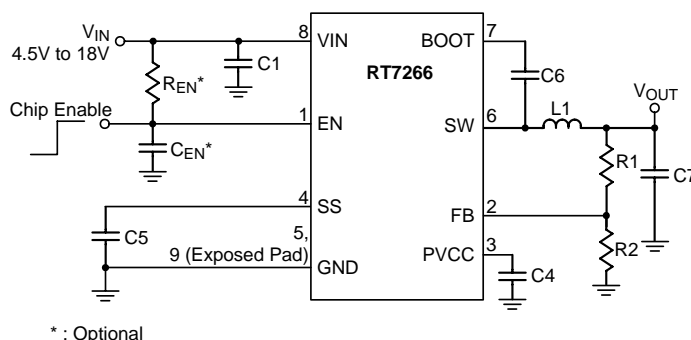 VIN
4.5V to 18V
8
VIN
C1
REN*
Chip Enable
1
EN
CEN*
4
SS
C5
5,
9 (Exposed Pad)
GND
RT7266
BOOT
7
C6
VOUT
SW
6
L1
R1
C7
FB
2
R2
PVCC
3
C4
* : Optional